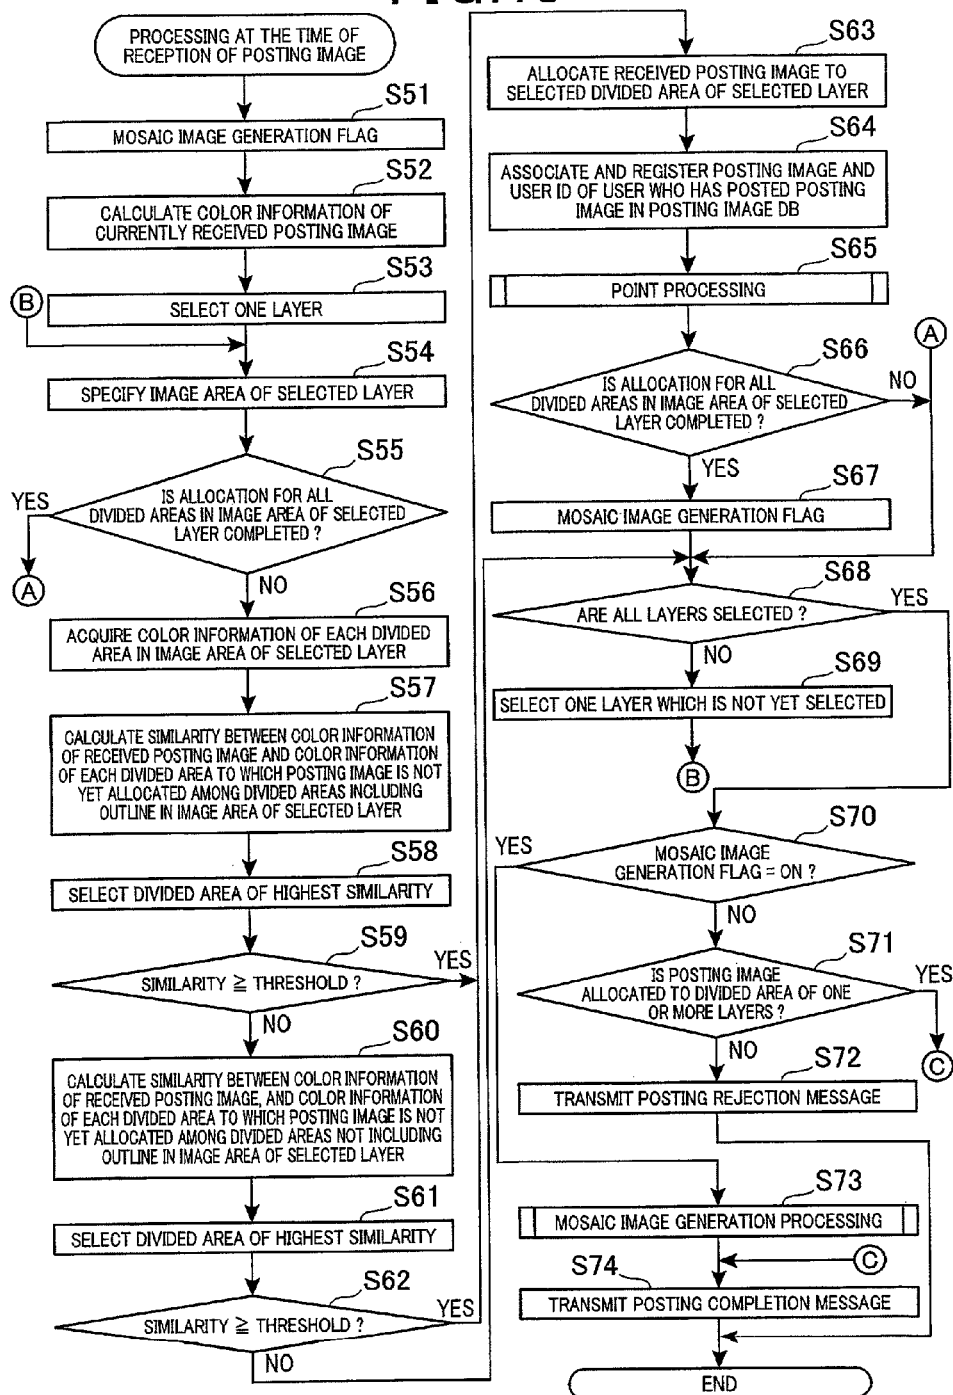 PROCESSING AT THE TIME OF
RECEPTION OF POSTING IMAGE
S51
MOSAIC IMAGE GENERATION FLAG
S52
CALCULATE COLOR INFORMATION OF
CURRENTLY RECEIVED POSTING IMAGE
S53
B
SELECT ONE LAYER
S54
SPECIFY IMAGE AREA OF SELECTED LAYER
S55
YES
IS ALLOCATION FOR ALL
DIVIDED AREAS IN IMAGE AREA OF SELECTED
LAYER COMPLETED ?
A
NO
S56
ACQUIRE COLOR INFORMATION OF EACH DIVIDED
AREA IN IMAGE AREA OF SELECTED LAYER
S57
CALCULATE SIMILARITY BETWEEN COLOR INFORMATION
OF RECEIVED POSTING IMAGE AND COLOR INFORMATION
OF EACH DIVIDED AREA TO WHICH POSTING IMAGE IS NOT
YET ALLOCATED AMONG DIVIDED AREAS INCLUDING
OUTLINE IN IMAGE AREA OF SELECTED LAYER
S58
SELECT DIVIDED AREA OF HIGHEST SIMILARITY
S59
YES
SIMILARITY ≧ THRESHOLD ?
NO
S60
CALCULATE SIMILARITY BETWEEN COLOR INFORMATION
OF RECEIVED POSTING IMAGE, AND COLOR INFORMATION
OF EACH DIVIDED AREA TO WHICH POSTING IMAGE IS NOT
YET ALLOCATED AMONG DIVIDED AREAS NOT INCLUDING
OUTLINE IN IMAGE AREA OF SELECTED LAYER
S61
SELECT DIVIDED AREA OF HIGHEST SIMILARITY
S62
SIMILARITY ≧ THRESHOLD ?
YES
NO
S63
ALLOCATE RECEIVED POSTING IMAGE TO
SELECTED DIVIDED AREA OF SELECTED LAYER
S64
ASSOCIATE AND REGISTER POSTING IMAGE AND
USER ID OF USER WHO HAS POSTED POSTING
IMAGE IN POSTING IMAGE DB
S65
POINT PROCESSING
A
S66
NO
IS ALLOCATION FOR ALL
DIVIDED AREAS IN IMAGE AREA OF SELECTED
LAYER COMPLETED ?
YES
S67
MOSAIC IMAGE GENERATION FLAG
S68
YES
ARE ALL LAYERS SELECTED ?
NO
S69
SELECT ONE LAYER WHICH IS NOT YET SELECTED
B
S70
YES
MOSAIC IMAGE
GENERATION FLAG = ON ?
NO
S71
YES
IS POSTING IMAGE
ALLOCATED TO DIVIDED AREA OF ONE
OR MORE LAYERS ?
NO
C
S72
TRANSMIT POSTING REJECTION MESSAGE
S73
MOSAIC IMAGE GENERATION PROCESSING
S74
C
TRANSMIT POSTING COMPLETION MESSAGE
END